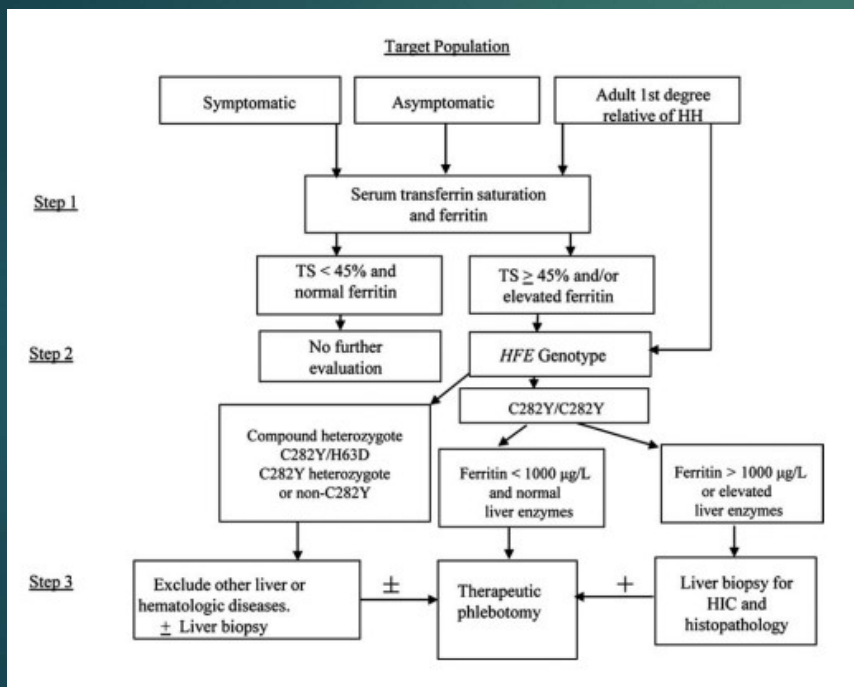 Target Population
Symptomatic
Asymptomatic
Adult 1st degree
relative of HH
Step 1
Serum transferrin saturation
and ferritin
TS < 45% and
normal ferritin
TS ≥ 45% and/or
elevated ferritin
Step 2
No further
evaluation
HFE Genotype
C282Y/C282Y
Compound heterozygote
C282Y/H63D
C282Y heterozygote
or non-C282Y
Ferritin < 1000 µg/L
and normal
liver enzymes
Ferritin > 1000 µg/L
or elevated
liver enzymes
Step 3
Exclude other liver or
hematologic diseases.
± Liver biopsy
±
Therapeutic
phlebotomy
+
Liver biopsy for
HIC and
histopathology